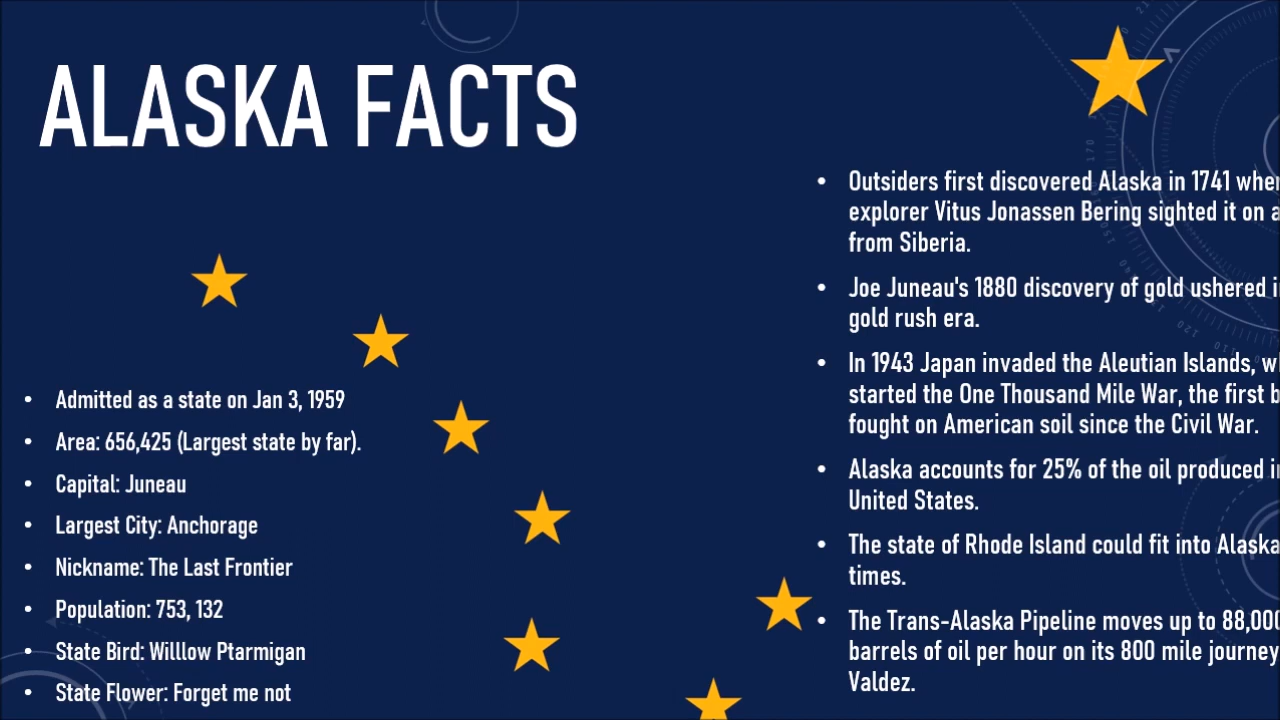 ALASKA FACTS
• Admitted as a state on Jan 3, 1959
• Area: 656,425 (Largest state by far).
• Capital: Juneau
• Largest City: Anchorage
• Nickname: The Last Frontier
• Population: 753, 132
• State Bird: Willlow Ptarmigan
• State Flower: Forget me not
• Outsiders first discovered Alaska in 1741
explorer Vitus Jonassen Bering sighted it on
from Siberia.
• Joe Juneau's 1880 discovery of gold ushered
gold rush era.
• In 1943 Japan invaded the Aleutian Islands,
started the One Thousand Mile War, the first
fought on American soil since the Civil War.
• Alaska accounts for 25% of the oil produced
United States.
• The state of Rhode Island could fit into Alaska
times.
• The Trans-Alaska Pipeline moves up to
barrels of oil per hour on its 800 mile journey
Valdez.